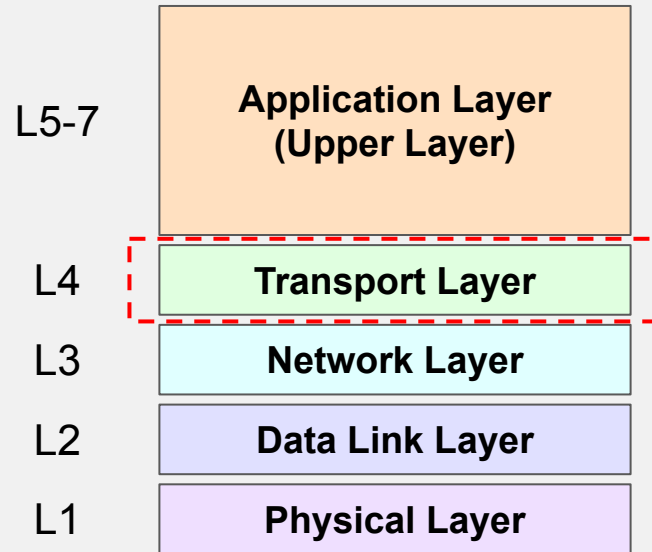 L5-7
Application Layer
(Upper Layer)
L4
Transport Layer
L3
Network Layer
L2
Data Link Layer
L1
Physical Layer